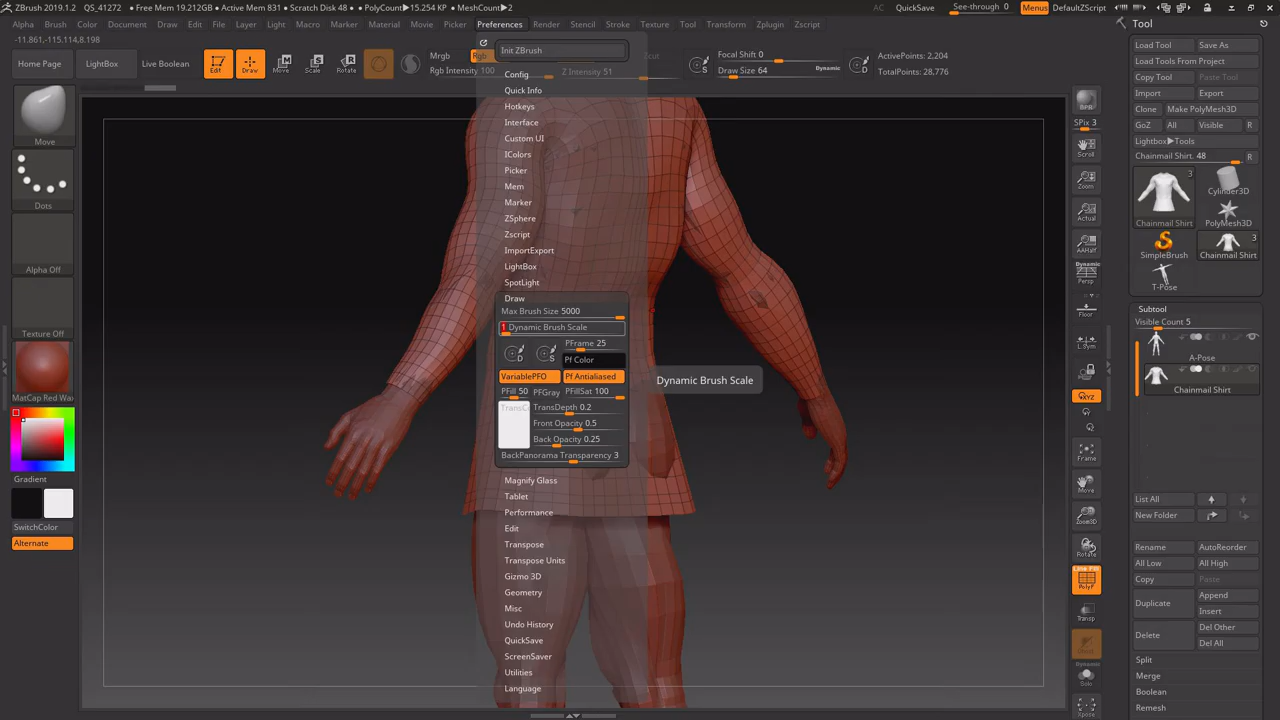 ZBrush 2019.1.2 QS_41272 • Free Mem 19.212GB • Active Mem 831 • Scratch Disk 48 • PolyCount▶15.254 KP • MeshCount▶2 AC QuickSave See-through 0 Menus DefaultZScript
Alpha Brush Color Document Draw Edit File Layer Light Macro Marker Material Movie Picker Preferences Render Stencil Stroke Texture Tool Transform Zplugin Zscript
-11.861,-115.114,8.198
Home Page LightBox Live Boolean Edit Draw Move Scale Rotate
Mrgb Rgb
Rgb Intensity 100 Z Intensity 51
Focal Shift 0
Draw Size 64 Dynamic
ActivePoints: 2,204
TotalPoints: 28,776
Move
Dots
Alpha Off
Texture Off
MatCap Red Wax
Gradient
SwitchColor
Alternate
Init ZBrush
Config
Quick Info
Hotkeys
Interface
Custom UI
IColors
Picker
Mem
Marker
ZSphere
Zscript
ImportExport
LightBox
SpotLight
Draw
Max Brush Size 5000
1 Dynamic Brush Scale
D S PFrame 25
Pf Color
VariablePFO Pf Antialiased
PFill 50 PFGray PFillSat 100
TransDepth 0.2
Front Opacity 0.5
Back Opacity 0.25
BackPanorama Transparency 3
Magnify Glass
Tablet
Performance
Edit
Transpose
Transpose Units
Gizmo 3D
Geometry
Misc
Undo History
QuickSave
ScreenSaver
Utilities
Language
Dynamic Brush Scale
BPR
SPix 3
Scroll
Zoom
Actual
AAHalf
Dynamic
Persp
Floor
L.Sym
XYZ
Frame
Move
Zoom3D
Rotate
Line Fill
PolyF
Transp
Dynamic
Solo
Xpose
Tool
Load Tool Save As
Load Tools From Project
Copy Tool Paste Tool
Import Export
Clone Make PolyMesh3D
GoZ All Visible R
Lightbox▶Tools
Chainmail Shirt. 48 R
3
Chainmail Shirt
Cylinder3D
PolyMesh3D
SimpleBrush
3
Chainmail Shirt
T-Pose
Subtool
Visible Count 5
A-Pose
Chainmail Shirt
List All
New Folder
Rename AutoReorder
All Low All High
Copy Paste
Duplicate Append
Insert
Delete Del Other
Del All
Split
Merge
Boolean
Remesh